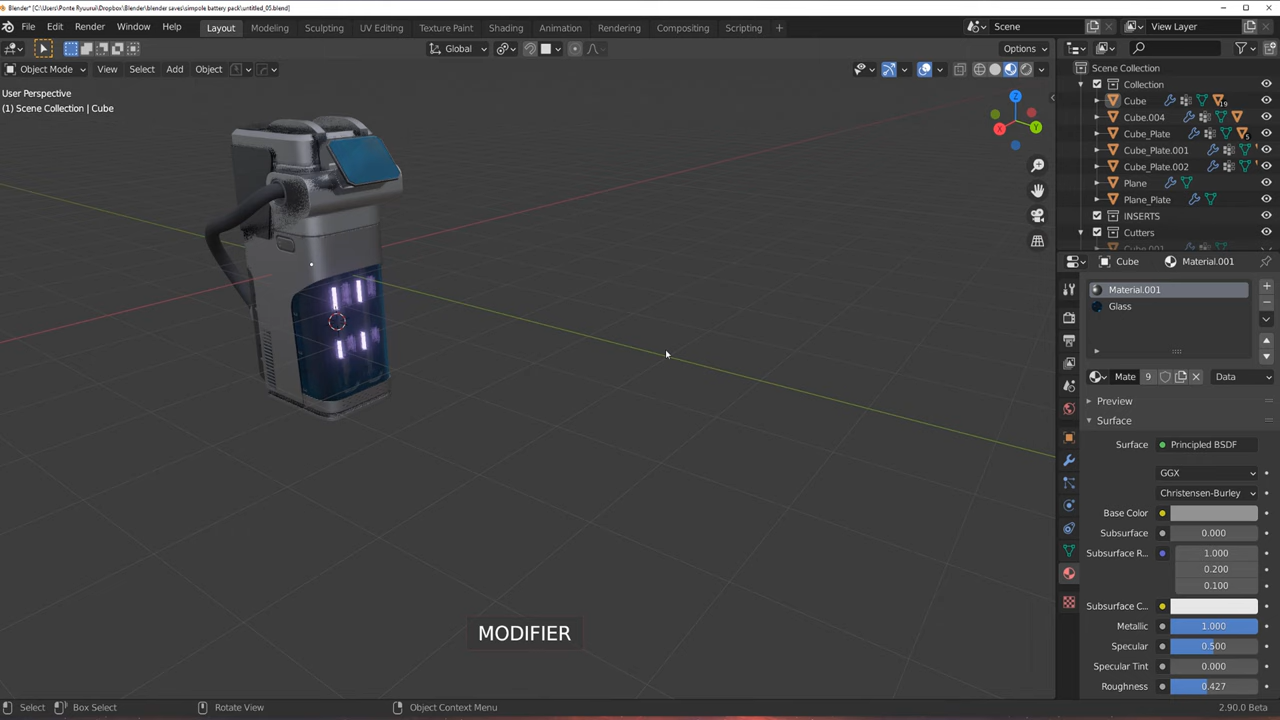 Blender* [C:\Users\Ponte Ryuurui\Dropbox\Blender\blender saves\simpole battery pack\untitled_05.blend]
File Edit Render Window Help Layout Modeling Sculpting UV Editing Texture Paint Shading Animation Rendering Compositing Scripting + Scene View Layer
Global Options
Object Mode View Select Add Object
User Perspective
(1) Scene Collection | Cube
Z
X Y
Scene Collection
Collection
Cube 19
Cube.004
Cube_Plate 5
Cube_Plate.001
Cube_Plate.002
Plane
Plane_Plate
INSERTS
Cutters
Cube.001
Cube Material.001
Material.001
Glass
Mate 9 Data
Preview
Surface
Surface Principled BSDF
GGX
Christensen-Burley
Base Color
Subsurface 0.000
Subsurface R... 1.000
0.200
0.100
Subsurface C...
Metallic 1.000
Specular 0.500
Specular Tint 0.000
Roughness 0.427
MODIFIER
Select Box Select Rotate View Object Context Menu 2.90.0 Beta